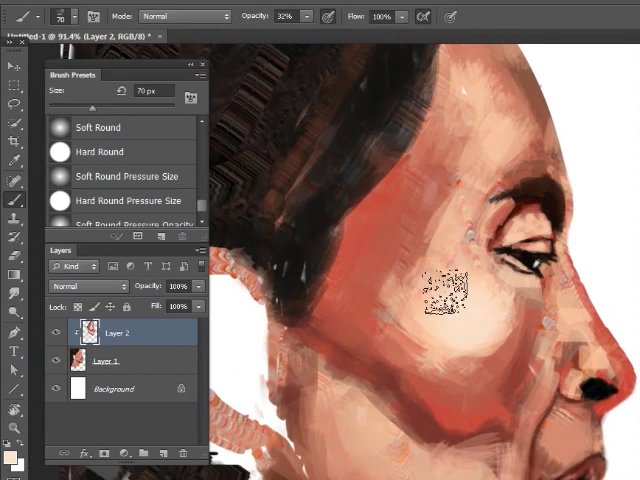 70
Mode:
Normal
Opacity:
32%
Flow:
100%
Untitled-1 @ 91.4% (Layer 2, RGB/8) *
Brush Presets
Size:
70 px
Soft Round
Hard Round
Soft Round Pressure Size
Hard Round Pressure Size
Soft Round Pressure Opacity
Layers
Kind
Normal
Opacity:
100%
Lock:
Fill:
100%
Layer 2
Layer 1
Background
fx